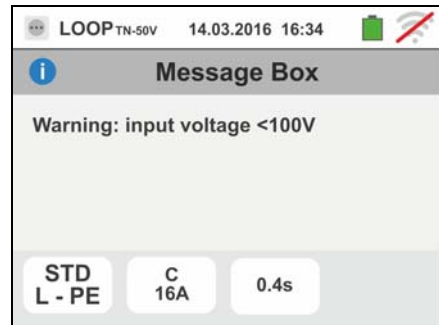 LOOP TN-50V 14.03.2016 16:34
Message Box
Warning: input voltage <100V
STD
L - PE
C
16A
0.4s